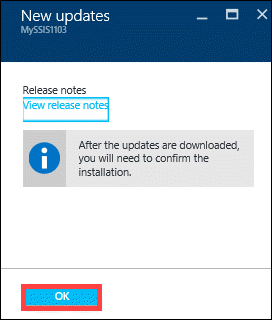 New updates
MySSIS1103
Release notes
View release notes
After the updates are downloaded,
you will need to confirm the
installation.
OK